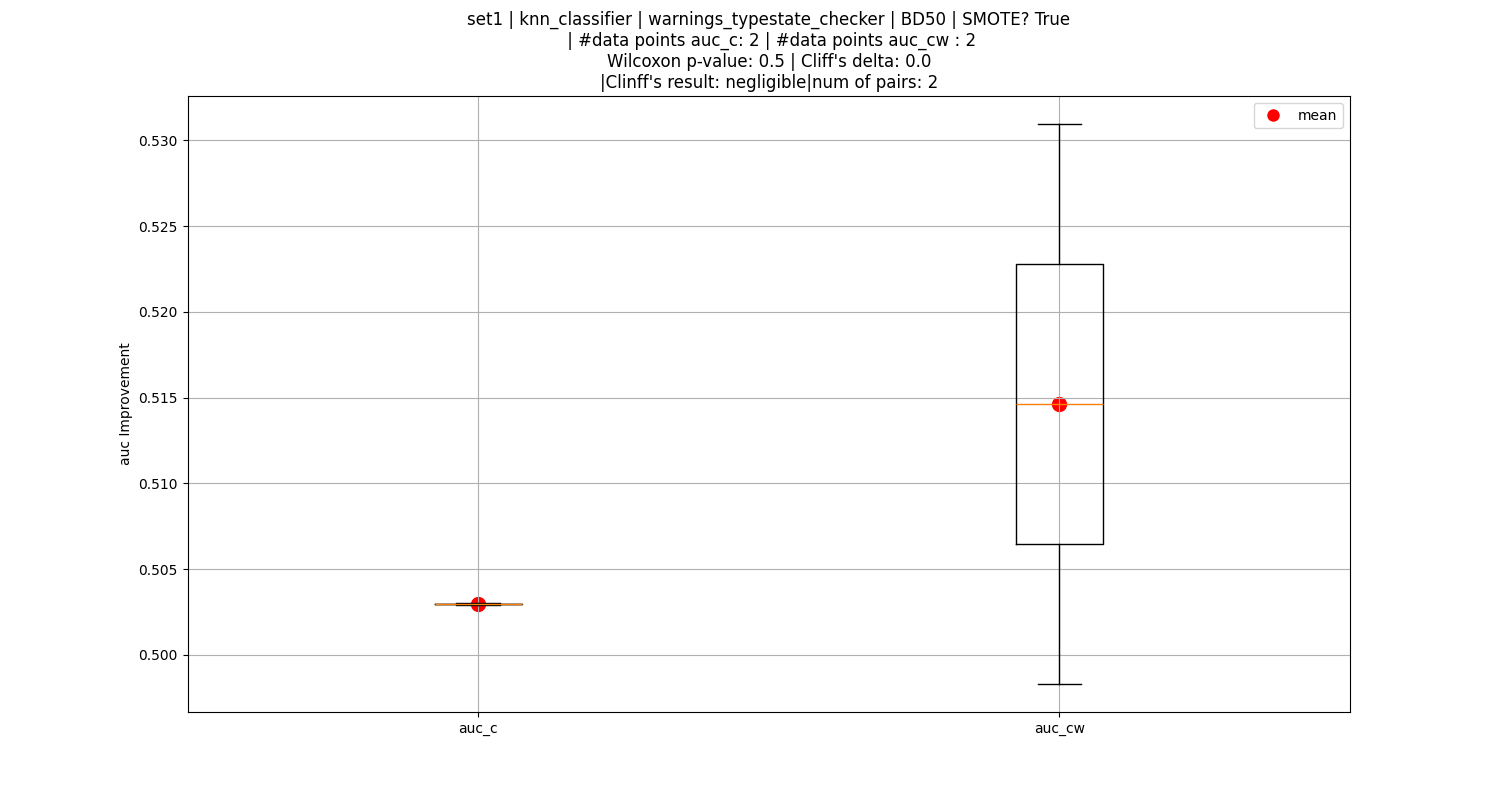 set1 | knn_classifier | warnings_typestate_checker | BD50 | SMOTE? True
| #data points auc_c: 2 | #data points auc_cw : 2
Wilcoxon p-value: 0.5 | Cliff's delta: 0.0
|Clinff's result: negligible|num of pairs: 2
mean
0.530
0.525
0.520
0.515
0.510
0.505
0.500
auc Improvement
auc_c
auc_cw